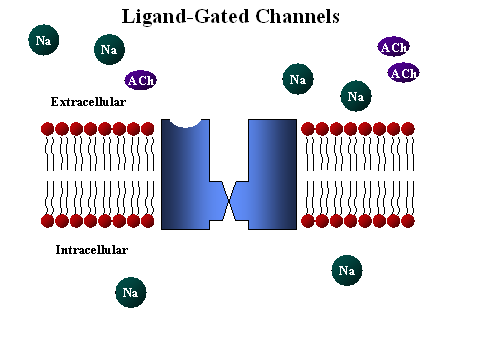 Ligand-Gated Channels
Na
Na
ACh
ACh
ACh
Na
Na
Extracellular
Intracellular
Na
Na